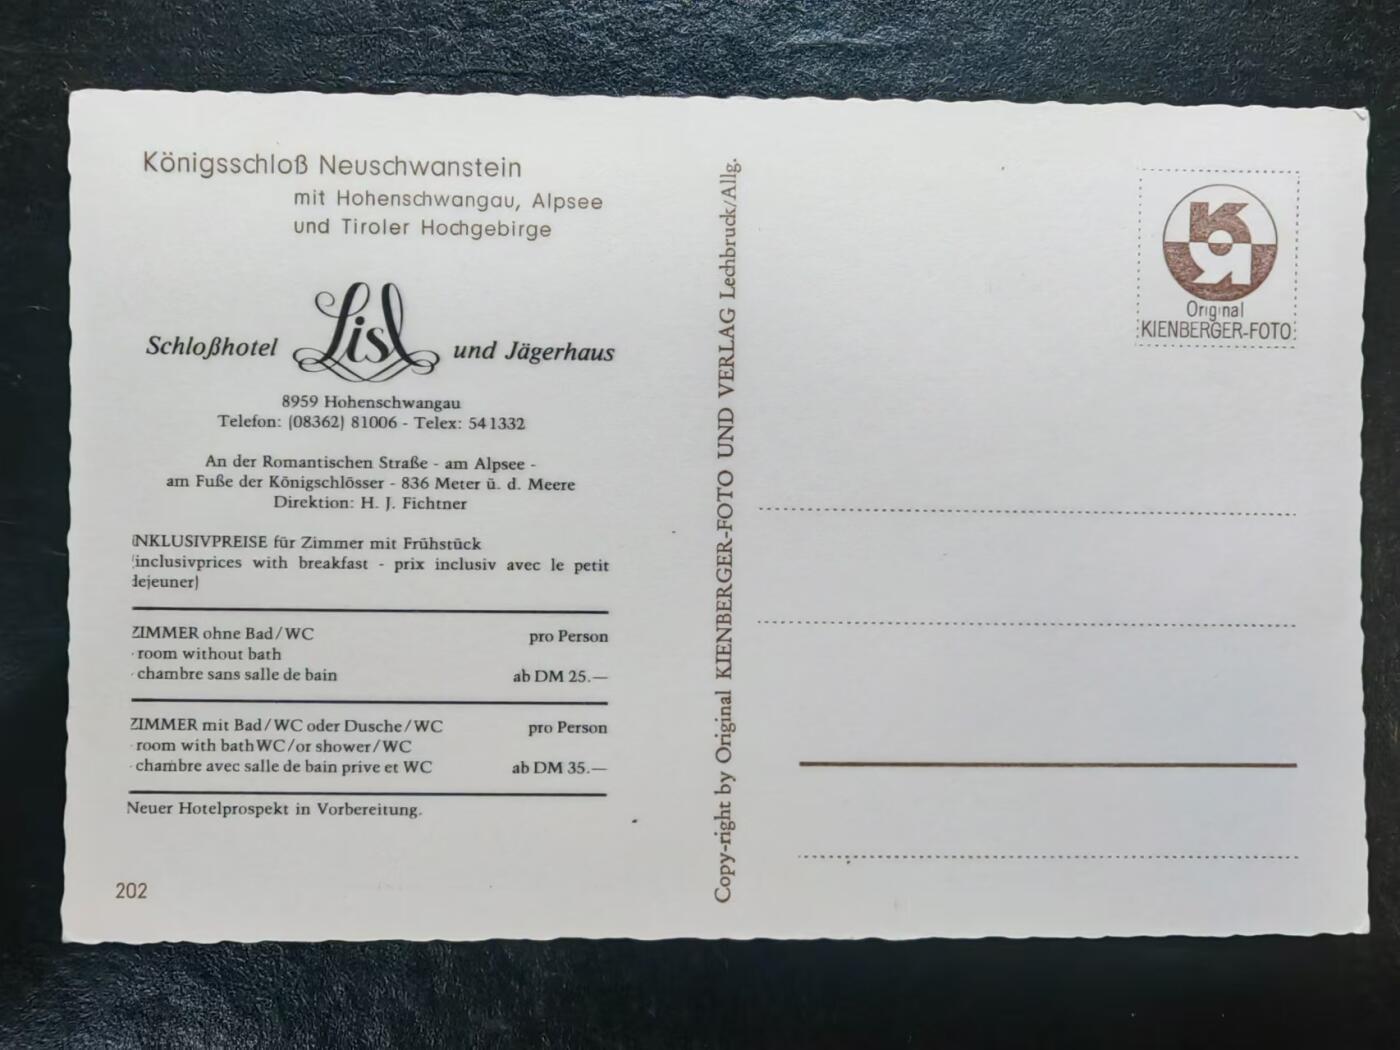 Königsschloß Neuschwanstein
mit Hohenschwangau, Alpsee
und Tiroler Hochgebirge
Schloßhotel Lisl und Jägerhaus
8959 Hohenschwangau
Telefon: (08362) 81006 - Telex: 541332
An der Romantischen Straße - am Alpsee -
am Fuße der Königschlösser - 836 Meter ü. d. Meere
Direktion: H. J. Fichtner
INKLUSIVPREISE für Zimmer mit Frühstück
(inclusivprices with breakfast - prix inclusiv avec le petit
dejeuner)
ZIMMER ohne Bad/WC pro Person
room without bath
chambre sans salle de bain ab DM 25.—
ZIMMER mit Bad/WC oder Dusche/WC pro Person
room with bath WC/or shower/WC
chambre avec salle de bain prive et WC ab DM 35.—
Neuer Hotelprospekt in Vorbereitung.
202
Copy-right by Original KIENBERGER-FOTO UND VERLAG Lechbruck/Allg.
Original
KIENBERGER-FOTO